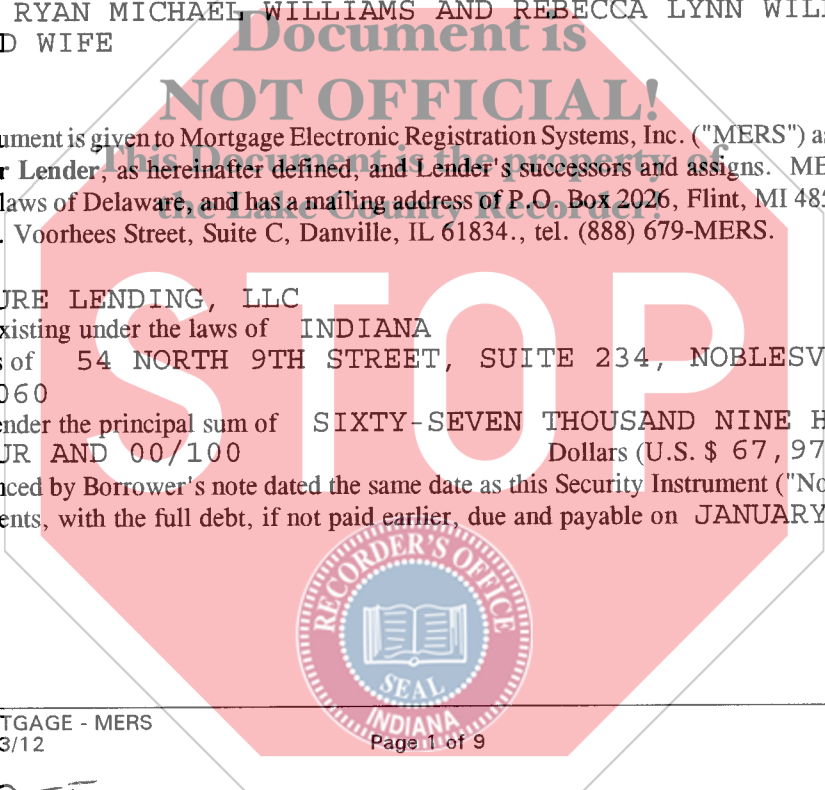 RYAN MICHAEL WILLIAMS AND REBECCA LYNN WILL
D WIFE
Document is
NOT OFFICIAL!
This Document is the property of
the Lake County Recorder!
ument is given to Mortgage Electronic Registration Systems, Inc. ("MERS") as
r Lender, as hereinafter defined, and Lender's successors and assigns. ME
laws of Delaware, and has a mailing address of P.O. Box 2026, Flint, MI 485
. Voorhees Street, Suite C, Danville, IL 61834., tel. (888) 679-MERS.
STOP
URE LENDING, LLC
xisting under the laws of INDIANA
s of 54 NORTH 9TH STREET, SUITE 234, NOBLESV
060
ender the principal sum of SIXTY-SEVEN THOUSAND NINE H
UR AND 00/100 Dollars (U.S. $ 67,97
nced by Borrower's note dated the same date as this Security Instrument ("No
ents, with the full debt, if not paid earlier, due and payable on JANUARY
RECORDER'S OFFICE
SEAL
INDIANA
TGAGE - MERS
3/12
Page 1 of 9